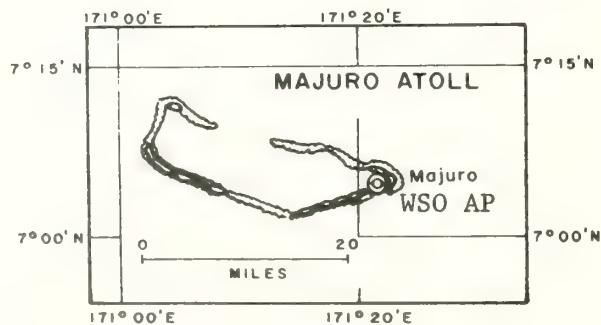 171° 00' E 171° 20' E
7° 15' N 7° 15' N
MAJURO ATOLL
Majuro
WSO AP
7° 00' N 0 20 7° 00' N
MILES
171° 00' E 171° 20' E